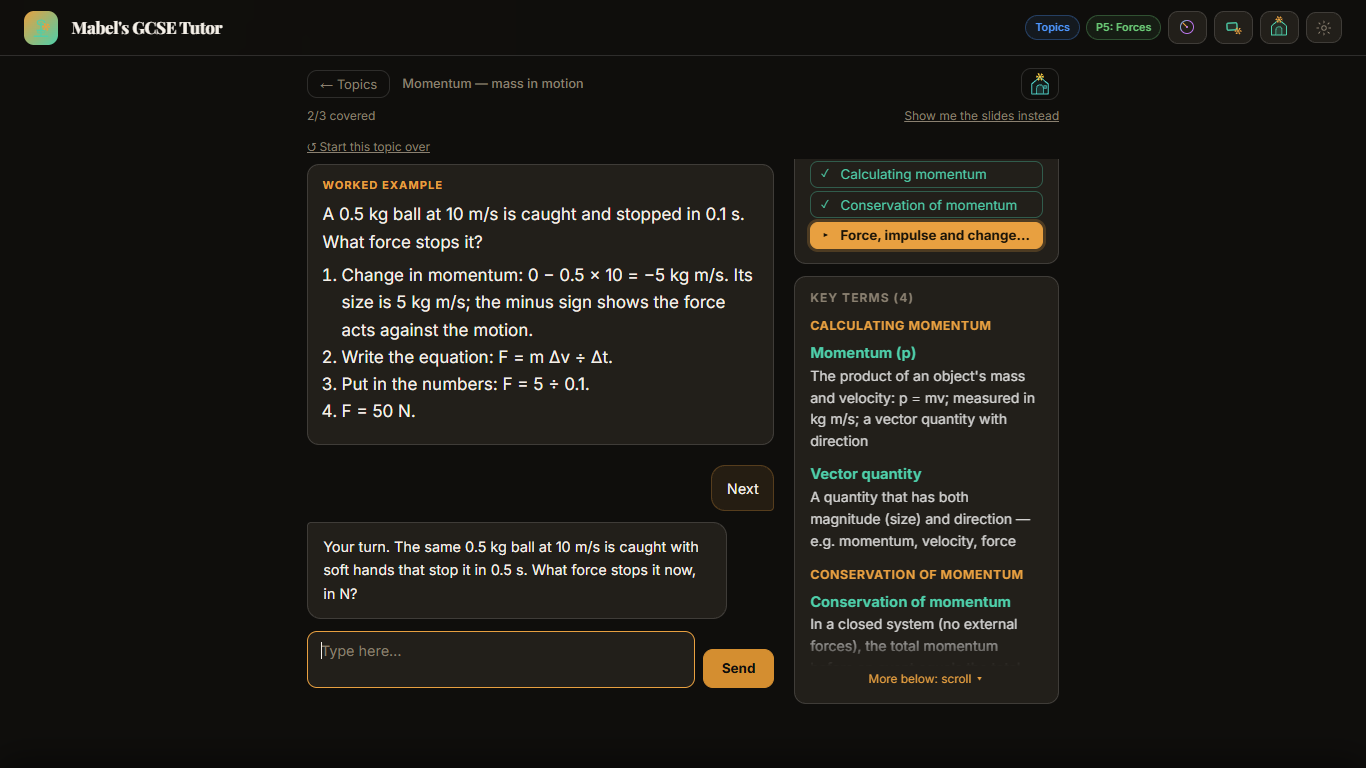 Mabel's GCSE Tutor
Topics
P5: Forces
← Topics
Momentum — mass in motion
2/3 covered
Show me the slides instead
↺ Start this topic over
WORKED EXAMPLE
A 0.5 kg ball at 10 m/s is caught and stopped in 0.1 s.
What force stops it?
1. Change in momentum: 0 − 0.5 × 10 = −5 kg m/s. Its
size is 5 kg m/s; the minus sign shows the force
acts against the motion.
2. Write the equation: F = m Δv ÷ Δt.
3. Put in the numbers: F = 5 ÷ 0.1.
4. F = 50 N.
Next
Your turn. The same 0.5 kg ball at 10 m/s is caught with
soft hands that stop it in 0.5 s. What force stops it now,
in N?
Type here...
Send
✓ Calculating momentum
✓ Conservation of momentum
▸ Force, impulse and change...
KEY TERMS (4)
CALCULATING MOMENTUM
Momentum (p)
The product of an object's mass
and velocity: p = mv; measured in
kg m/s; a vector quantity with
direction
Vector quantity
A quantity that has both
magnitude (size) and direction —
e.g. momentum, velocity, force
CONSERVATION OF MOMENTUM
Conservation of momentum
In a closed system (no external
forces), the total momentum
More below: scroll ▾